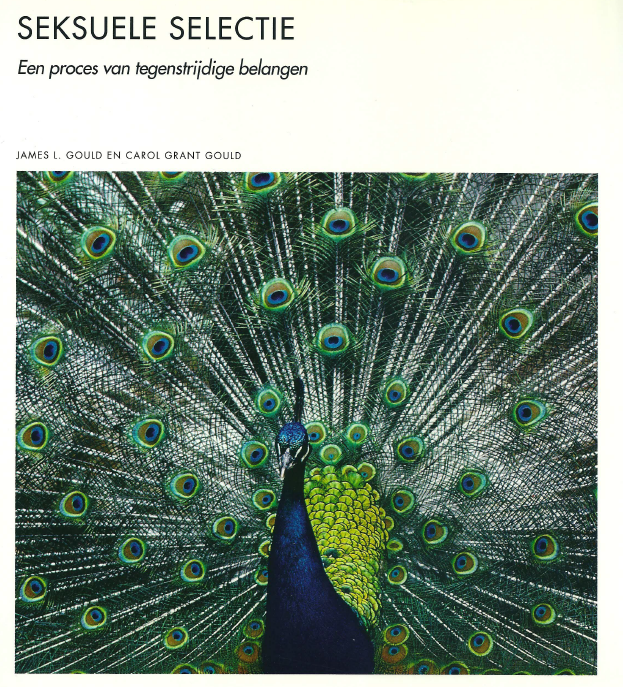 SEKSUELE SELECTIE
Een proces van tegenstrijdige belangen
JAMES L. GOULD EN CAROL GRANT GOULD